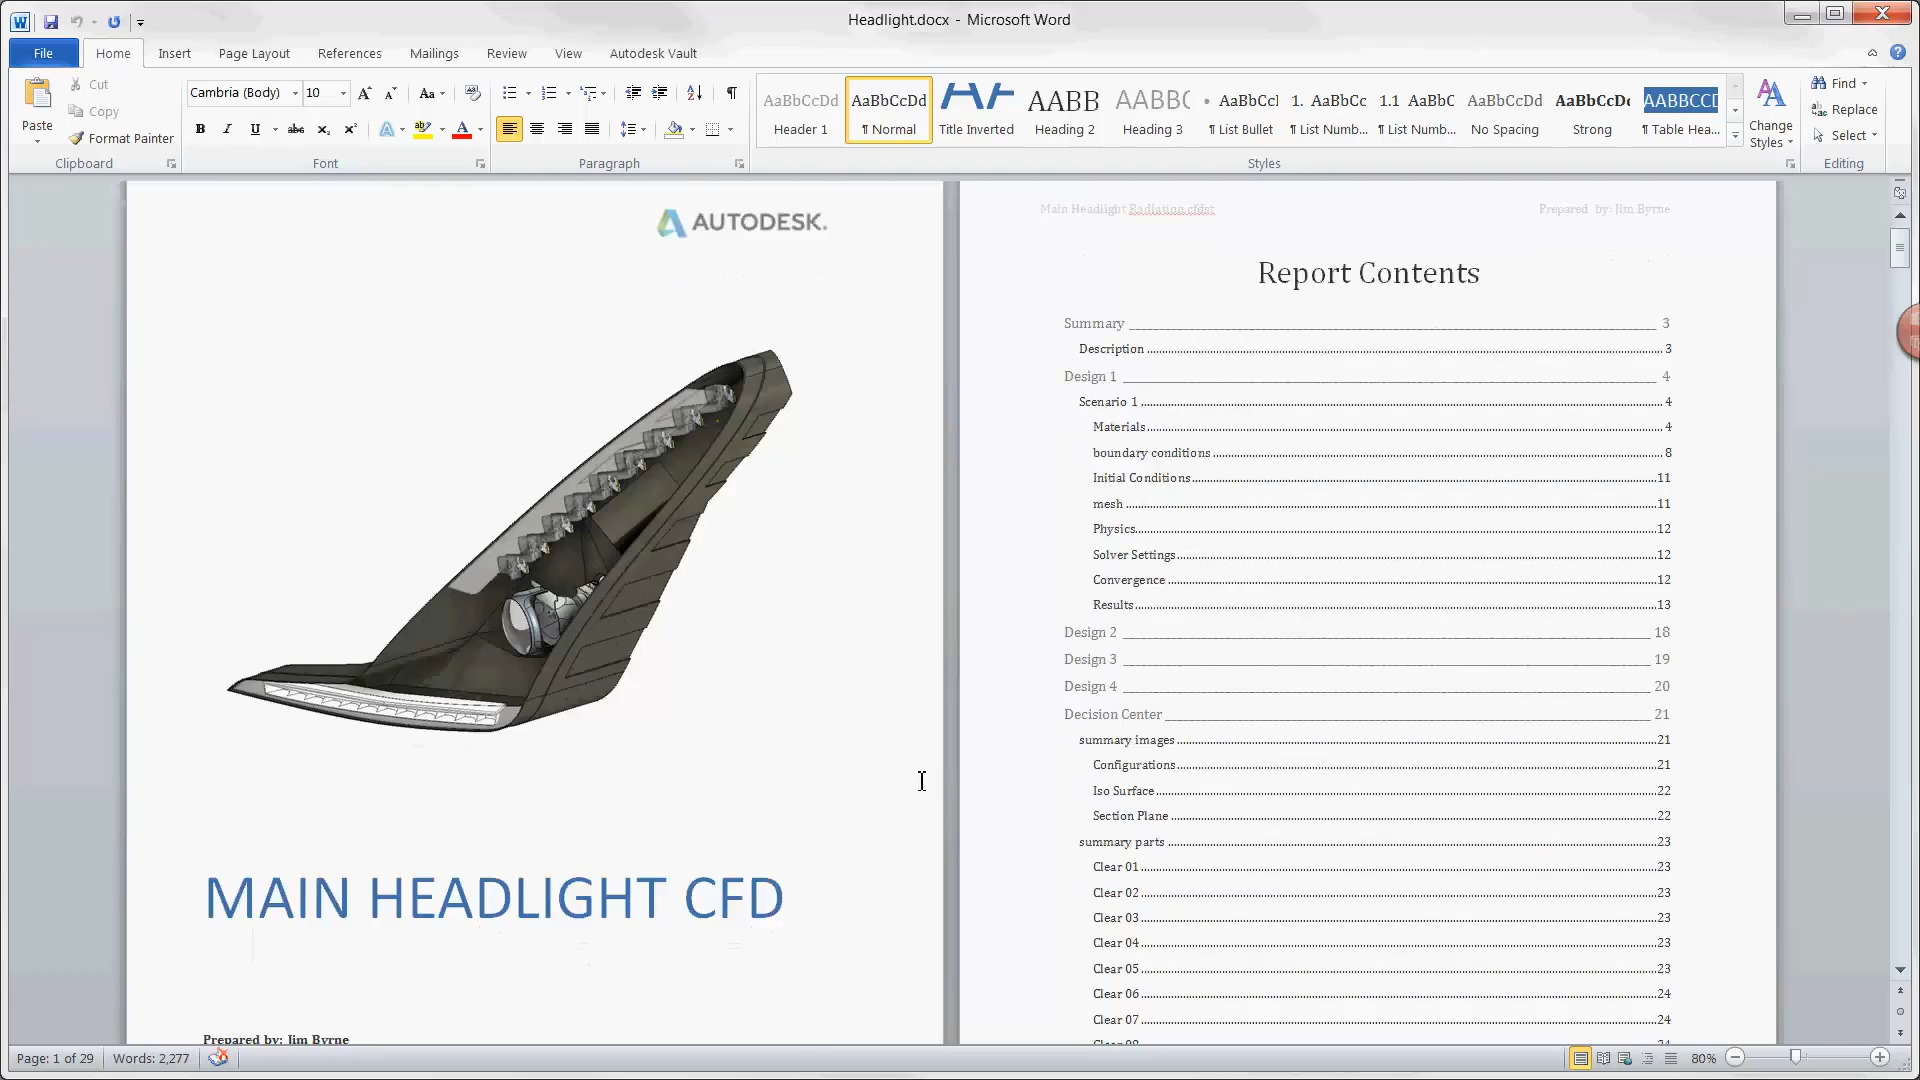 Headlight.docx - Microsoft Word
File Home Insert Page Layout References Mailings Review View Autodesk Vault
Paste
Cut
Copy
Format Painter
Clipboard
Cambria (Body) 10
Font
Paragraph
AaBbCcDd AaBbCcDd AABB AABBC AaBbCcI 1. AaBbCc 1.1 AaBbC AaBbCcDd AaBbCcDc AABBCCD
Header 1 ¶ Normal Title Inverted Heading 2 Heading 3 ¶ List Bullet ¶ List Numb... ¶ List Numb... No Spacing Strong ¶ Table Hea...
Styles
Change Styles
Find
Replace
Select
Editing
AUTODESK.
MAIN HEADLIGHT CFD
Prepared by: Jim Byrne
Main Headlight Radiation.cfdst Prepared by: Jim Byrne
Report Contents
Summary 3
Description 3
Design 1 4
Scenario 1 4
Materials 4
boundary conditions 8
Initial Conditions 11
mesh 11
Physics 12
Solver Settings 12
Convergence 12
Results 13
Design 2 18
Design 3 19
Design 4 20
Decision Center 21
summary images 21
Configurations 21
Iso Surface 22
Section Plane 22
summary parts 23
Clear 01 23
Clear 02 23
Clear 03 23
Clear 04 23
Clear 05 23
Clear 06 24
Clear 07 24
Page: 1 of 29 Words: 2,277 80%